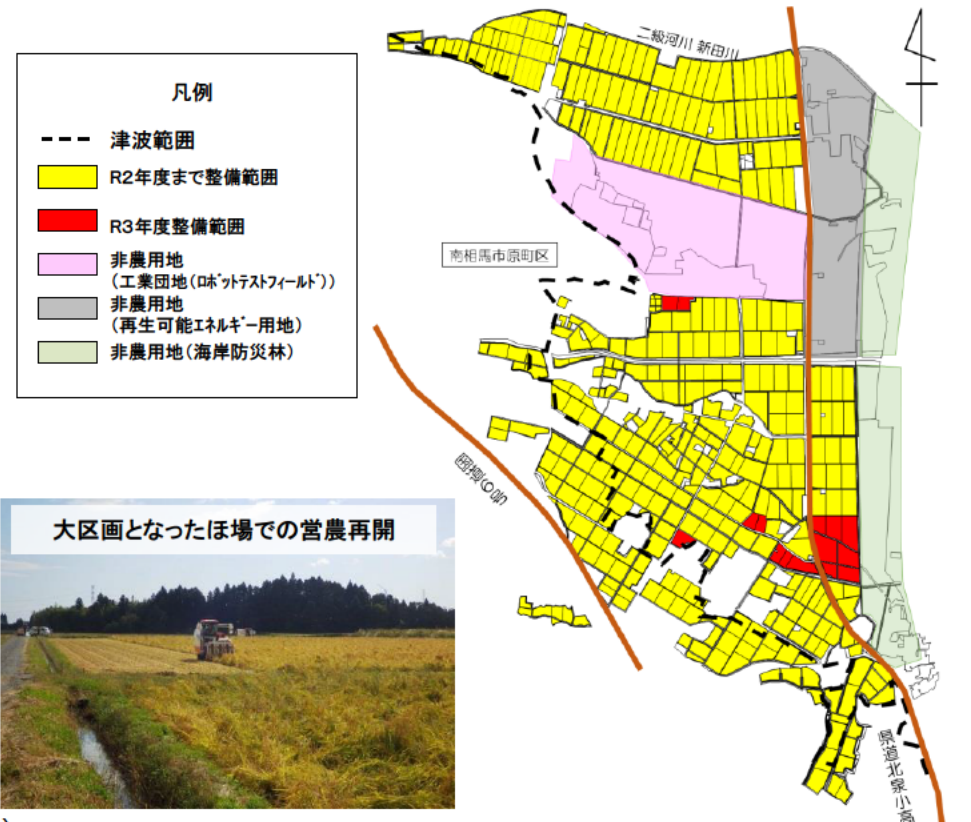 凡例
津波範囲
R2年度まで整備範囲
R3年度整備範囲
非農用地
(工業団地(ロボットテストフィールド))
非農用地
(再生可能エネルギー用地)
非農用地(海岸防災林)
二級河川 新田川
南相馬市原町区
国道6号
県道北泉小高
大区画となったほ場での営農再開